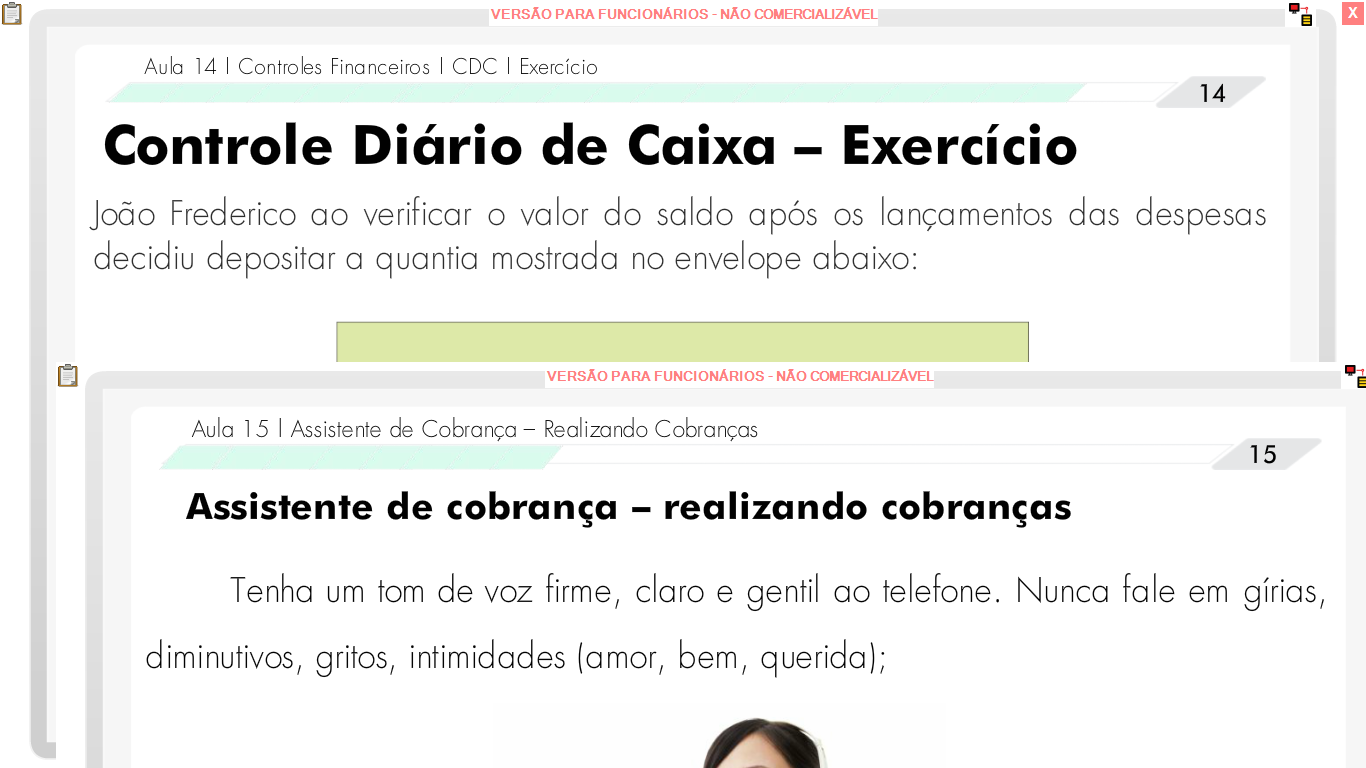 VERSÃO PARA FUNCIONÁRIOS - NÃO COMERCIALIZÁVEL
X
Aula 14 | Controles Financeiros | CDC | Exercício
14
Controle Diário de Caixa – Exercício
João Frederico ao verificar o valor do saldo após os lançamentos das despesas
decidiu depositar a quantia mostrada no envelope abaixo:
VERSÃO PARA FUNCIONÁRIOS - NÃO COMERCIALIZÁVEL
Aula 15 | Assistente de Cobrança – Realizando Cobranças
15
Assistente de cobrança – realizando cobranças
Tenha um tom de voz firme, claro e gentil ao telefone. Nunca fale em gírias,
diminutivos, gritos, intimidades (amor, bem, querida);